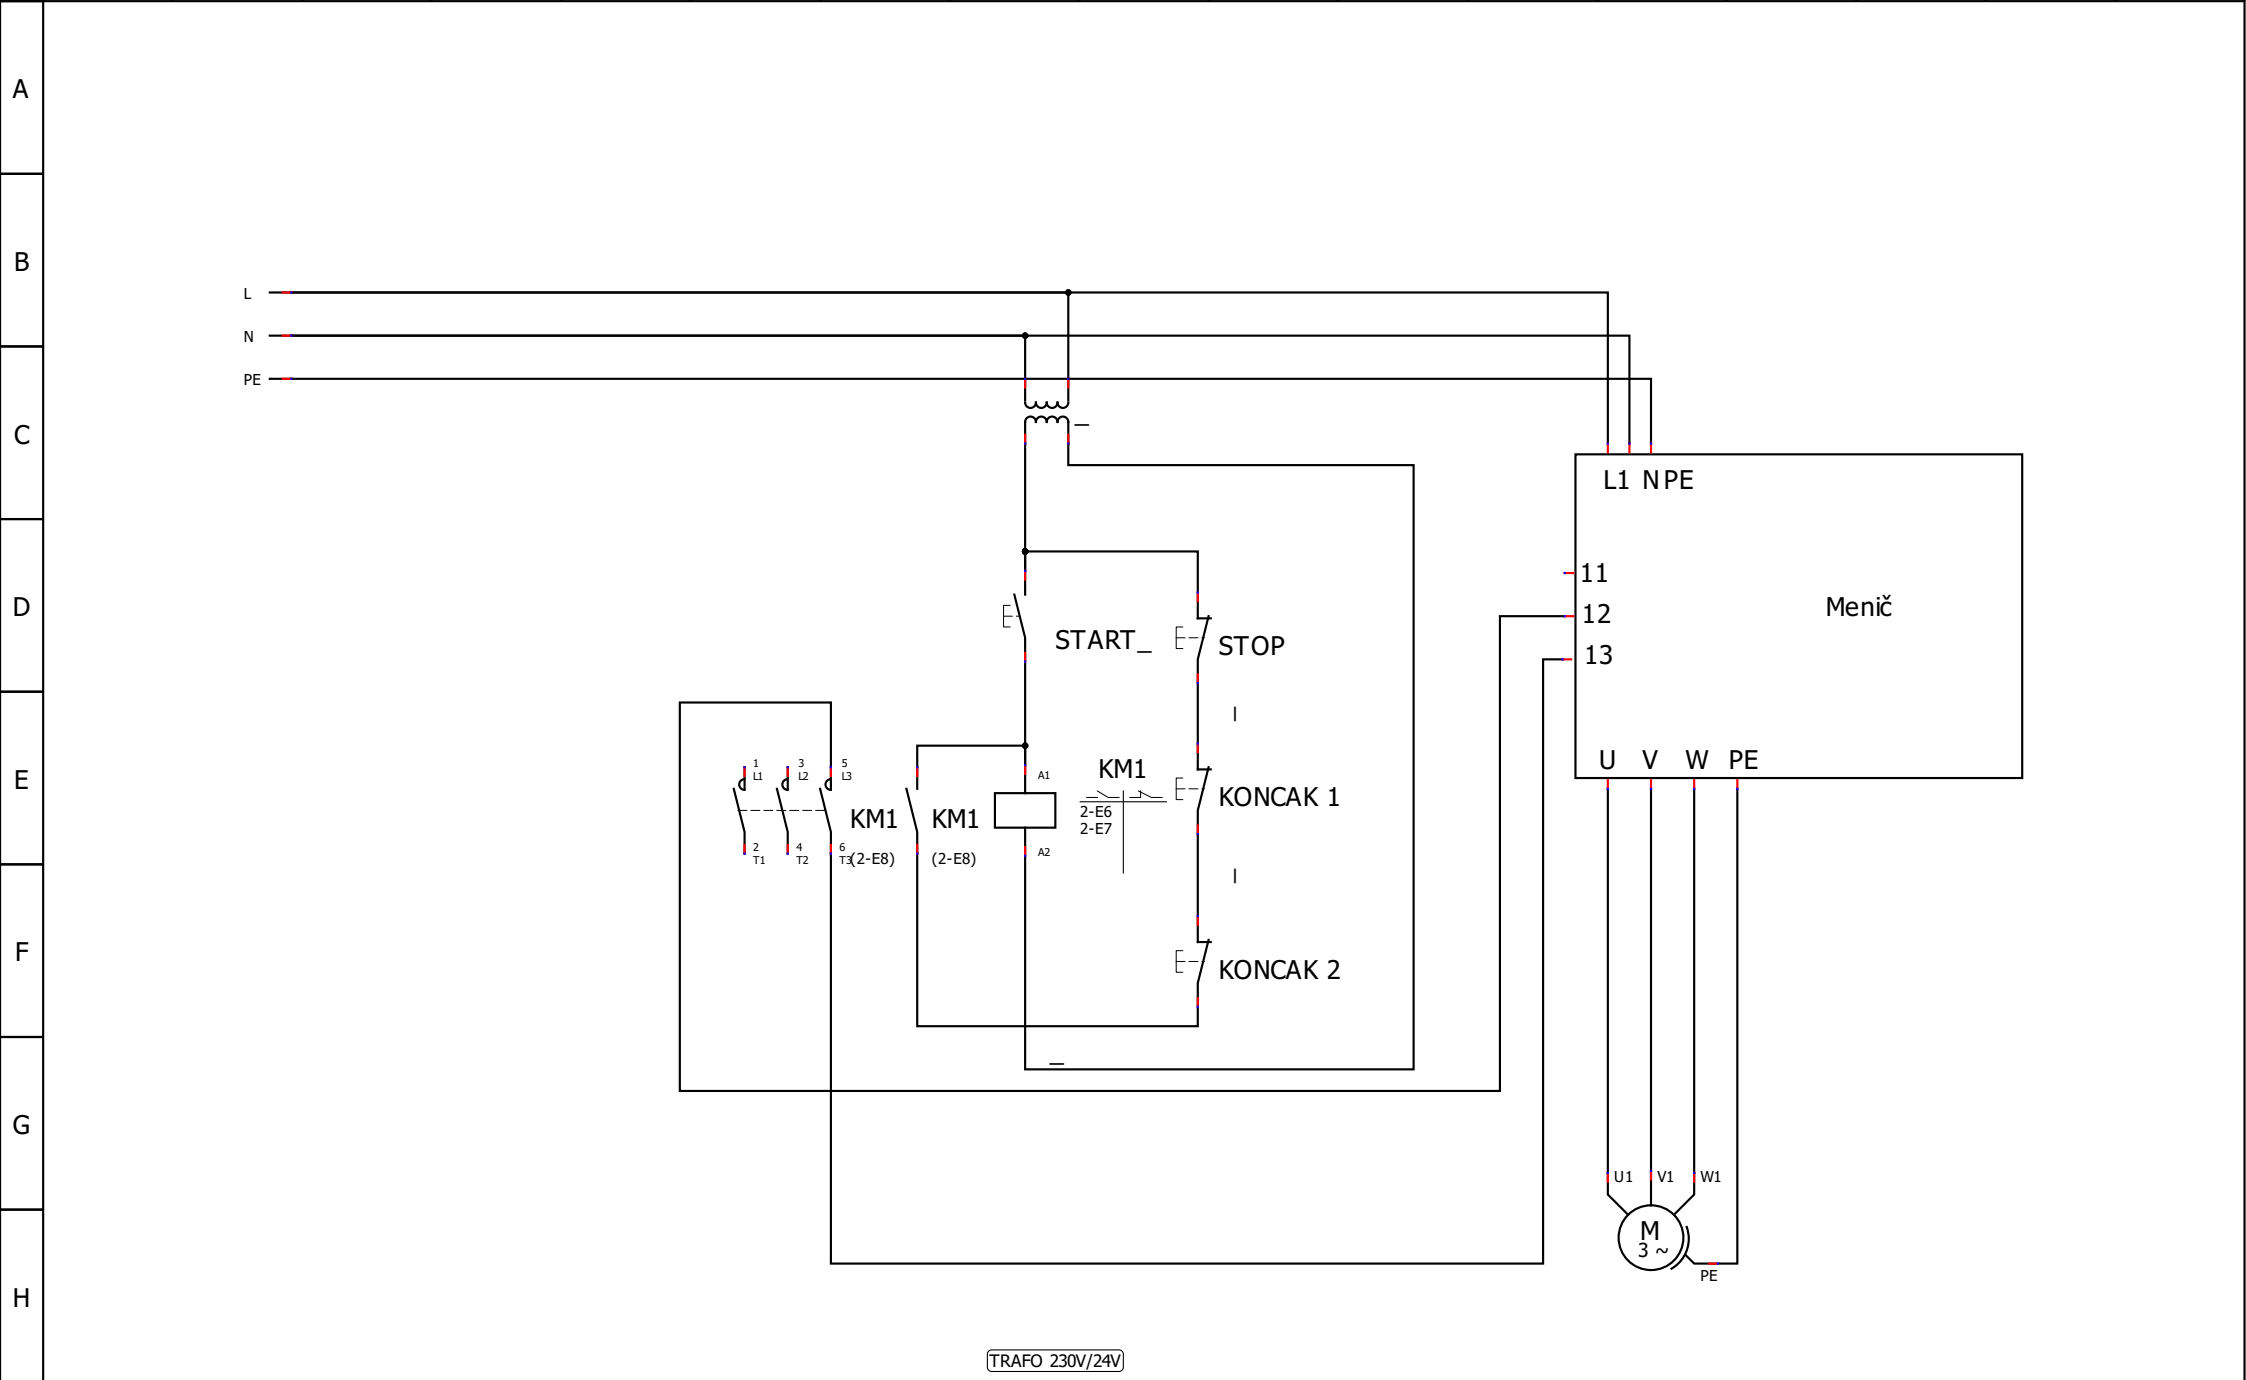 A
B
L
N
PE
C
L1 N PE
11
D
Menič
12
START_
STOP
13
E
U V W PE
1 3 5
L1 L2 L3
A1
KM1
KONCAK 1
2-E6
KM1 KM1
2-E7
2 4 6
T1 T2 T3
(2-E8) (2-E8)
A2
F
KONCAK 2
G
U1 V1 W1
M
3 ~
PE
H
TRAFO 230V/24V